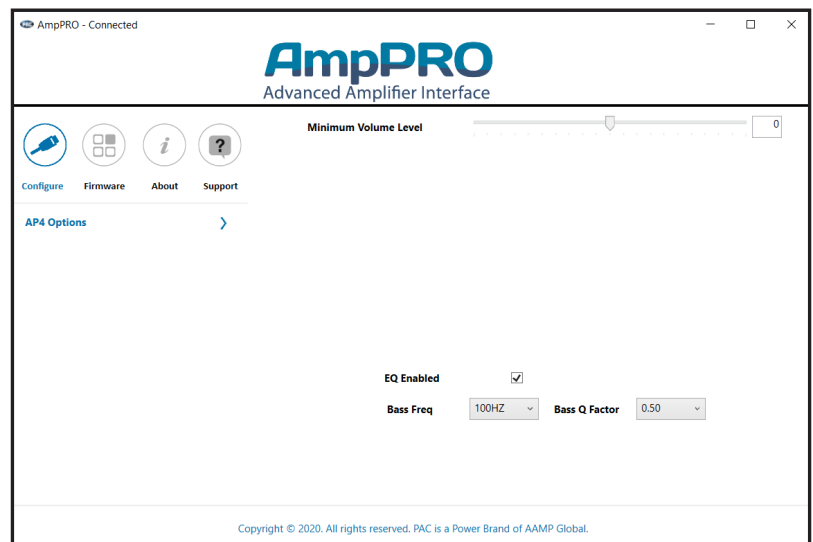 PAC AmpPRO - Connected
AmpPRO
Advanced Amplifier Interface
Minimum Volume Level 0
i ?
Configure Firmware About Support
AP4 Options
EQ Enabled
Bass Freq 100HZ Bass Q Factor 0.50
Copyright © 2020. All rights reserved. PAC is a Power Brand of AAMP Global.